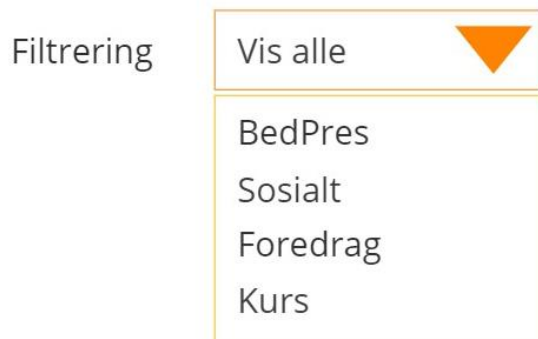 Filtrering Vis alle
BedPres
Sosialt
Foredrag
Kurs